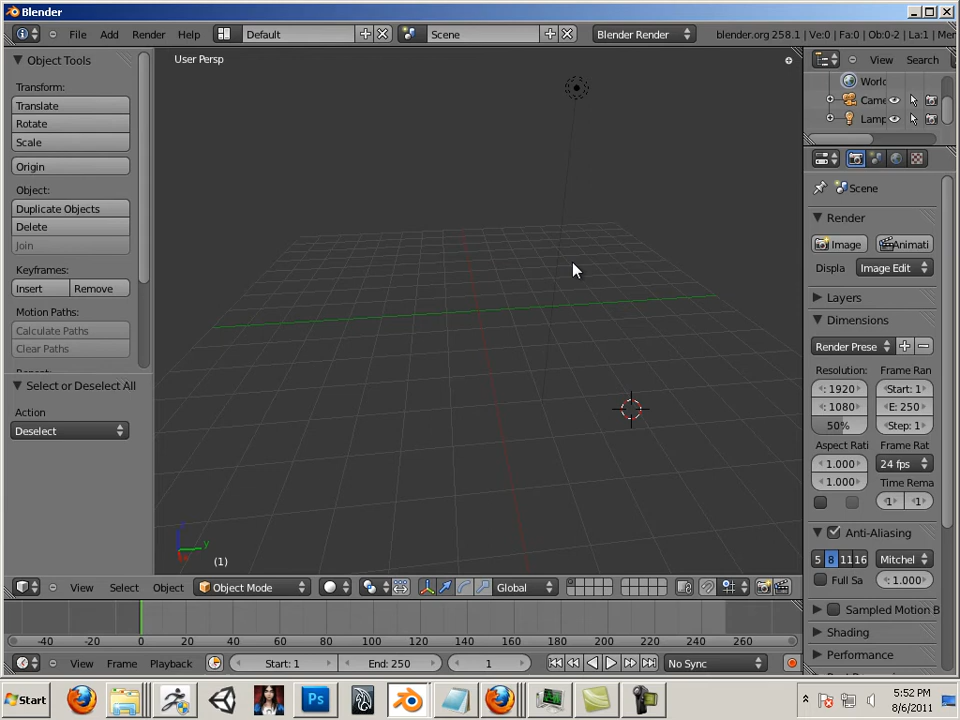 Blender
File Add Render Help Default Scene Blender Render blender.org 258.1 | Ve:0 | Fa:0 | Ob:0-2 | La:1 | Mer
Object Tools
Transform:
Translate
Rotate
Scale
Origin
Object:
Duplicate Objects
Delete
Join
Keyframes:
Insert Remove
Motion Paths:
Calculate Paths
Clear Paths
Select or Deselect All
Action
Deselect
User Persp
y
(1)
View Select Object Object Mode Global
-40 -20 0 20 40 60 80 100 120 140 160 180 200 220 240 260
View Frame Playback Start: 1 End: 250 1 No Sync
View Search
World
Came
Lamp
Scene
Render
Image Animati
Displa Image Edit
Layers
Dimensions
Render Prese
Resolution: Frame Ran
: 1920 Start: 1
: 1080 E: 250
50% Step: 1
Aspect Rati Frame Rat
1.000 24 fps
1.000 Time Rema
1 1
Anti-Aliasing
5 8 11 16 Mitchel
Full Sa : 1.000
Sampled Motion B
Shading
Performance
Start Ps 5:52 PM
8/6/2011